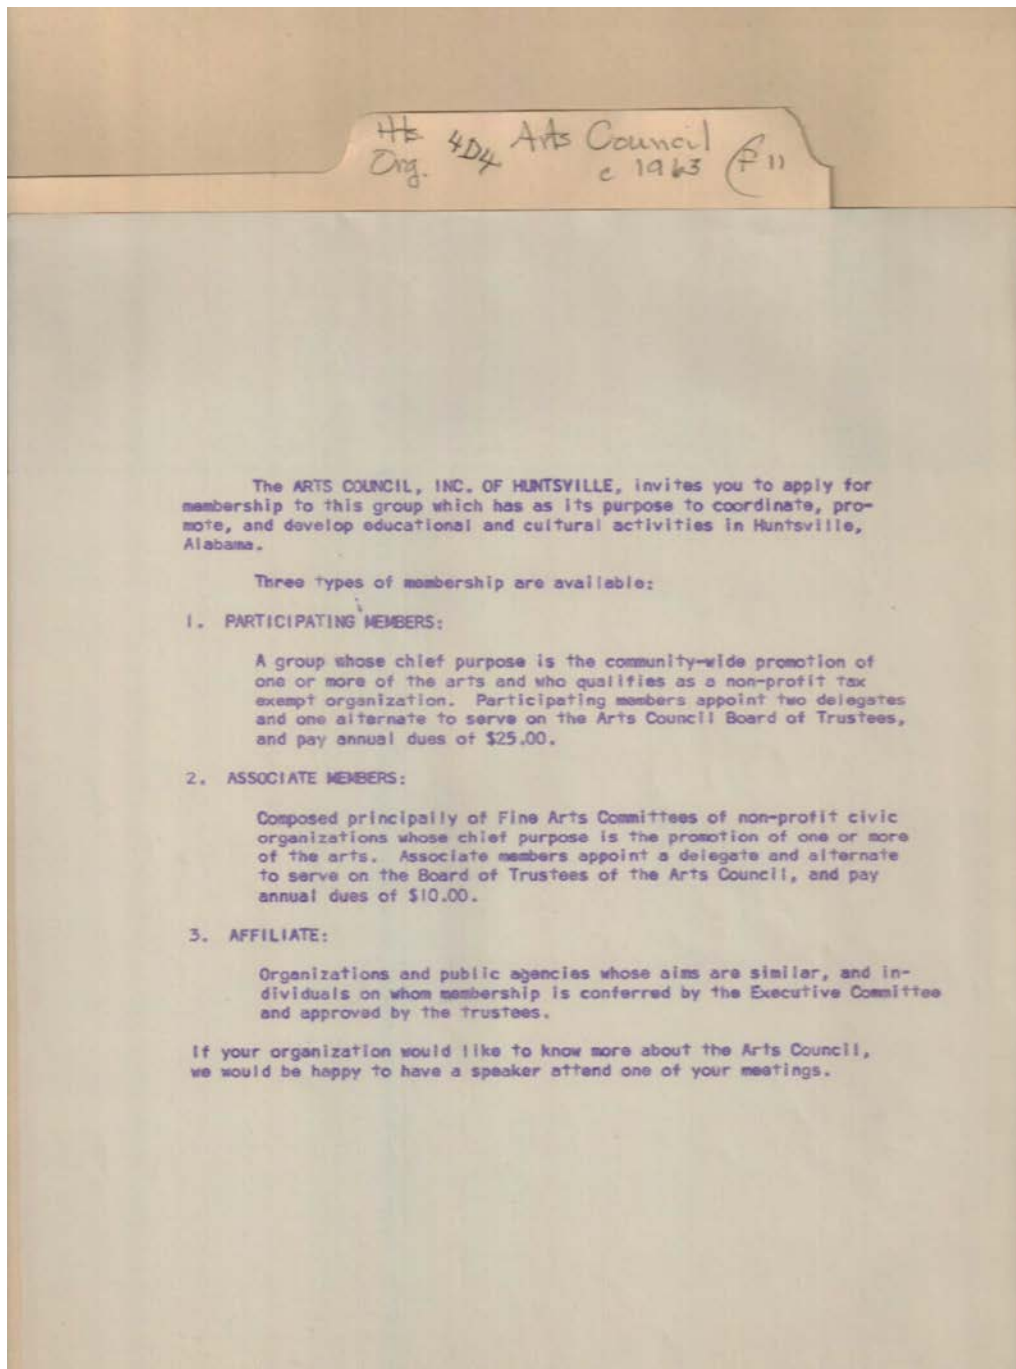 Hts. 4D4 Arts Council
Org. c 1963 F 11
The ARTS COUNCIL, INC. OF HUNTSVILLE, invites you to apply for
membership to this group which has as its purpose to coordinate, pro-
mote, and develop educational and cultural activities in Huntsville,
Alabama.
Three types of membership are available:
1. PARTICIPATING MEMBERS:
A group whose chief purpose is the community-wide promotion of
one or more of the arts and who qualifies as a non-profit tax
exempt organization. Participating members appoint two delegates
and one alternate to serve on the Arts Council Board of Trustees,
and pay annual dues of $25.00.
2. ASSOCIATE MEMBERS:
Composed principally of Fine Arts Committees of non-profit civic
organizations whose chief purpose is the promotion of one or more
of the arts. Associate members appoint a delegate and alternate
to serve on the Board of Trustees of the Arts Council, and pay
annual dues of $10.00.
3. AFFILIATE:
Organizations and public agencies whose aims are similar, and in-
dividuals on whom membership is conferred by the Executive Committee
and approved by the trustees.
If your organization would like to know more about the Arts Council,
we would be happy to have a speaker attend one of your meetings.